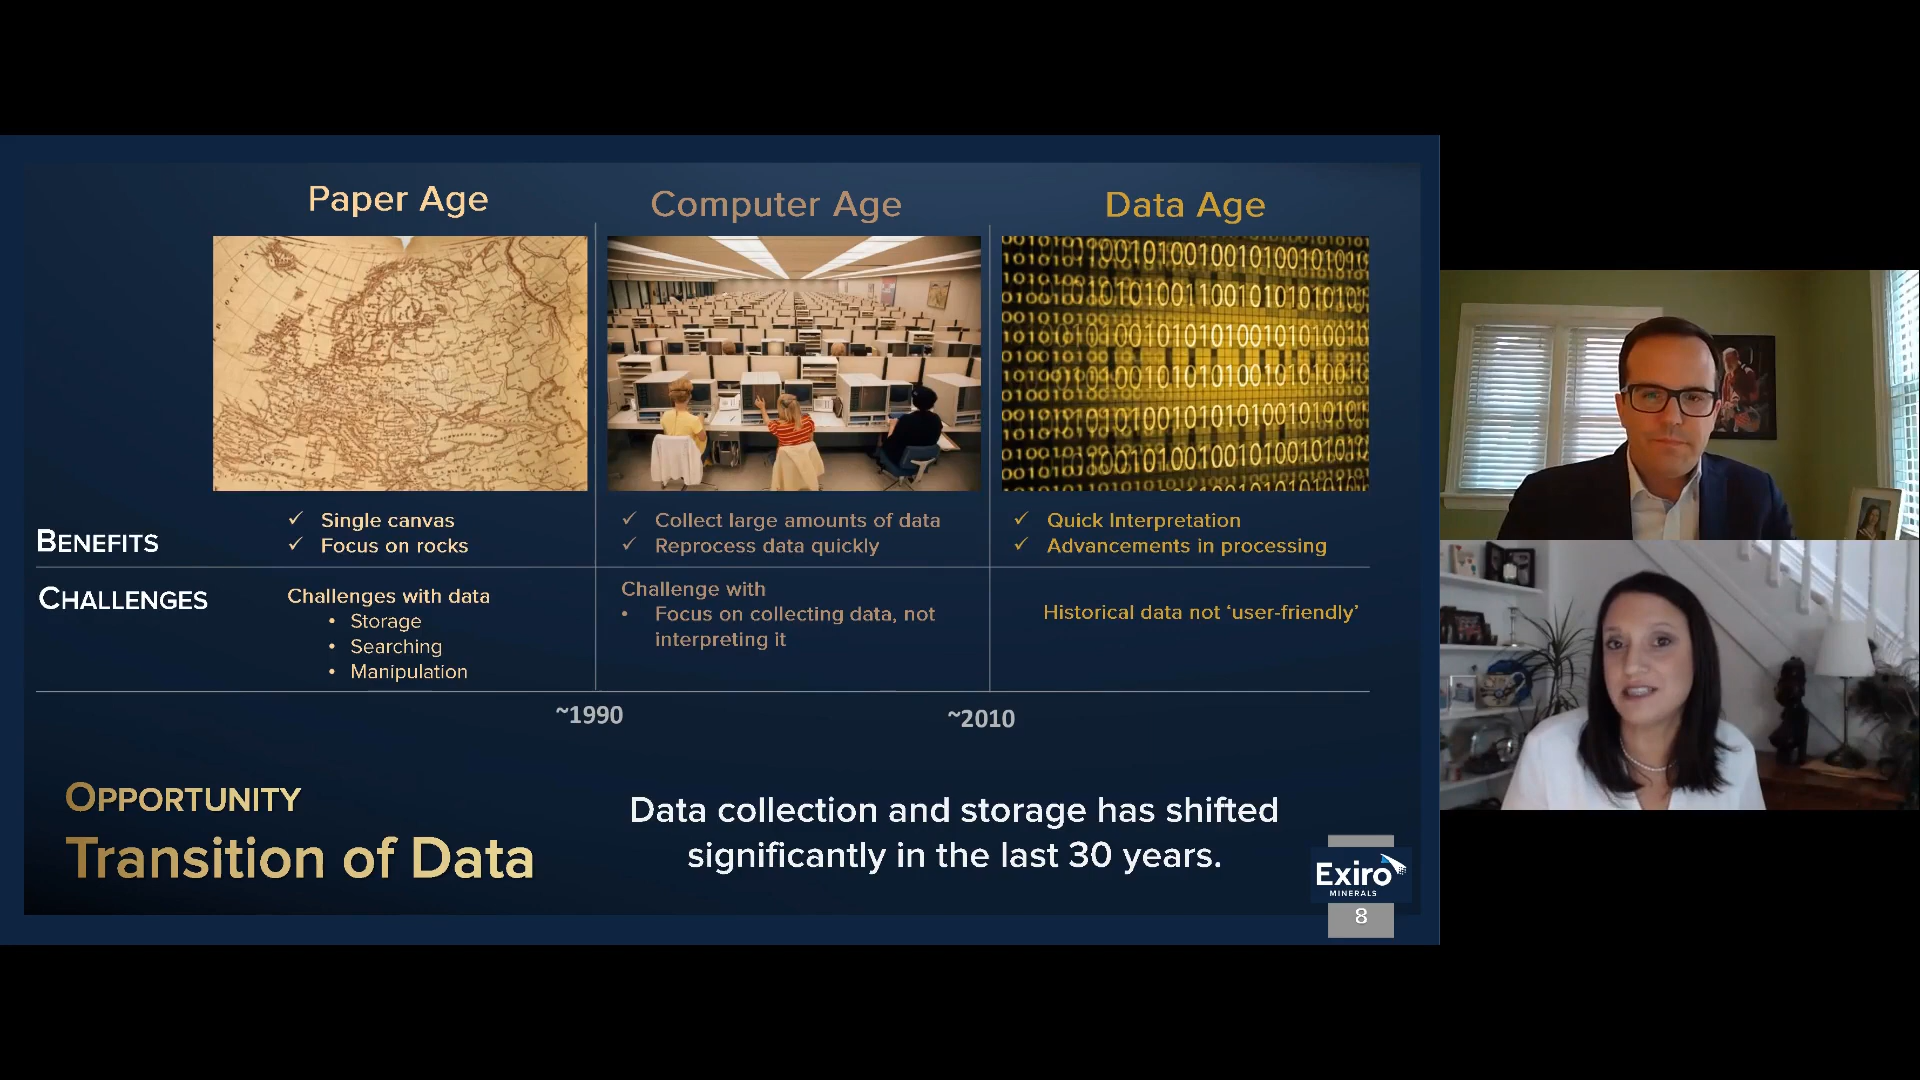 Paper Age
Computer Age
Data Age
BENEFITS
✓ Single canvas
✓ Focus on rocks
✓ Collect large amounts of data
✓ Reprocess data quickly
✓ Quick Interpretation
✓ Advancements in processing
CHALLENGES
Challenges with data
• Storage
• Searching
• Manipulation
Challenge with
• Focus on collecting data, not
interpreting it
Historical data not ‘user-friendly’
~1990
~2010
OPPORTUNITY
Transition of Data
Data collection and storage has shifted
significantly in the last 30 years.
Exiro
MINERALS
8